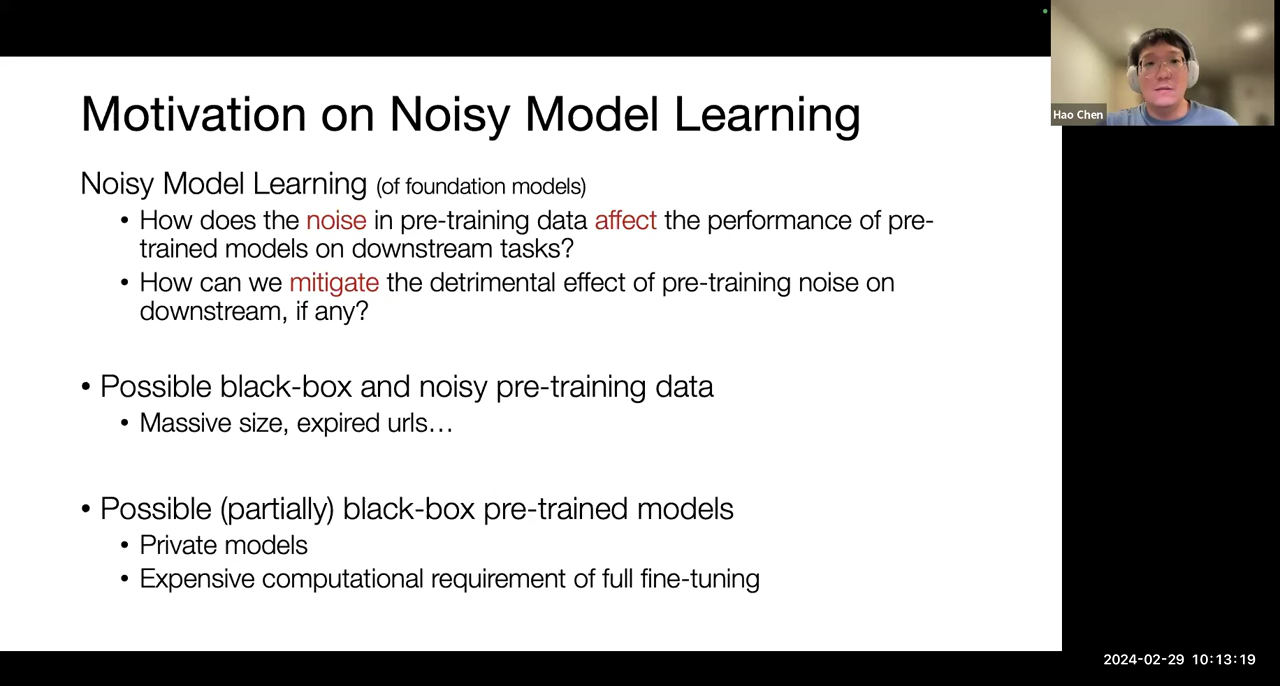 Motivation on Noisy Model Learning
Hao Chen
Noisy Model Learning (of foundation models)
• How does the noise in pre-training data affect the performance of pre-
trained models on downstream tasks?
• How can we mitigate the detrimental effect of pre-training noise on
downstream, if any?
• Possible black-box and noisy pre-training data
• Massive size, expired urls…
• Possible (partially) black-box pre-trained models
• Private models
• Expensive computational requirement of full fine-tuning
2024-02-29 10:13:19